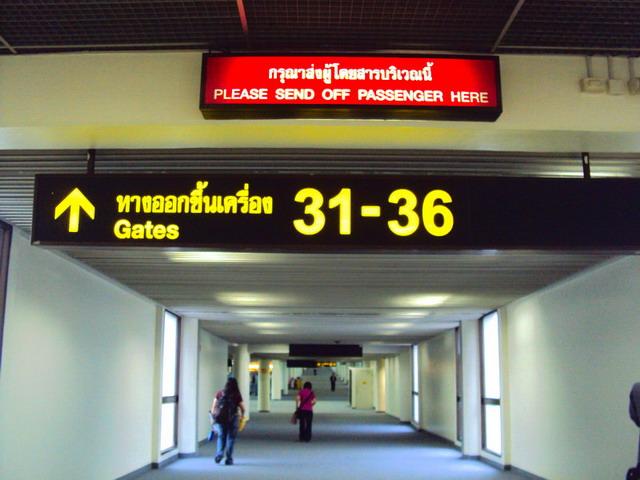 กรุณาส่งผู้โดยสารบริเวณนี้
PLEASE SEND OFF PASSENGER HERE
ทางออกขึ้นเครื่อง 31-36
Gates